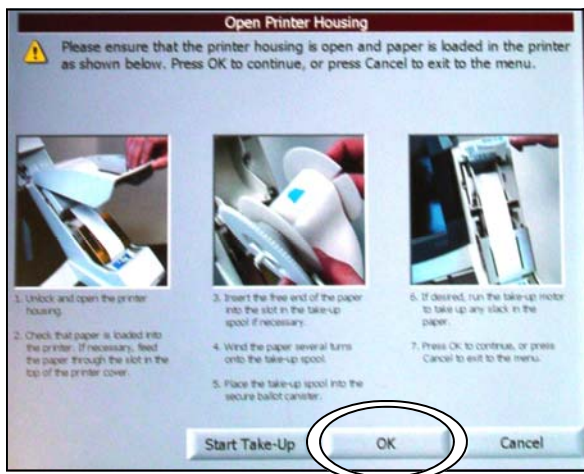 Open Printer Housing
Please ensure that the printer housing is open and paper is loaded in the printer
as shown below. Press OK to continue, or press Cancel to exit to the menu.
1. Unlock and open the printer
housing.
2. Check that paper is loaded into
the printer. If necessary, feed
the paper through the slot in the
top of the printer cover.
3. Insert the free end of the paper
into the slot in the take-up
spool if necessary.
4. Wind the paper several turns
onto the take-up spool.
5. Place the take-up spool into the
secure ballot canister.
6. If desired, run the take-up motor
to take up any slack in the
paper.
7. Press OK to continue, or press
Cancel to exit to the menu.
Start Take-Up
OK
Cancel